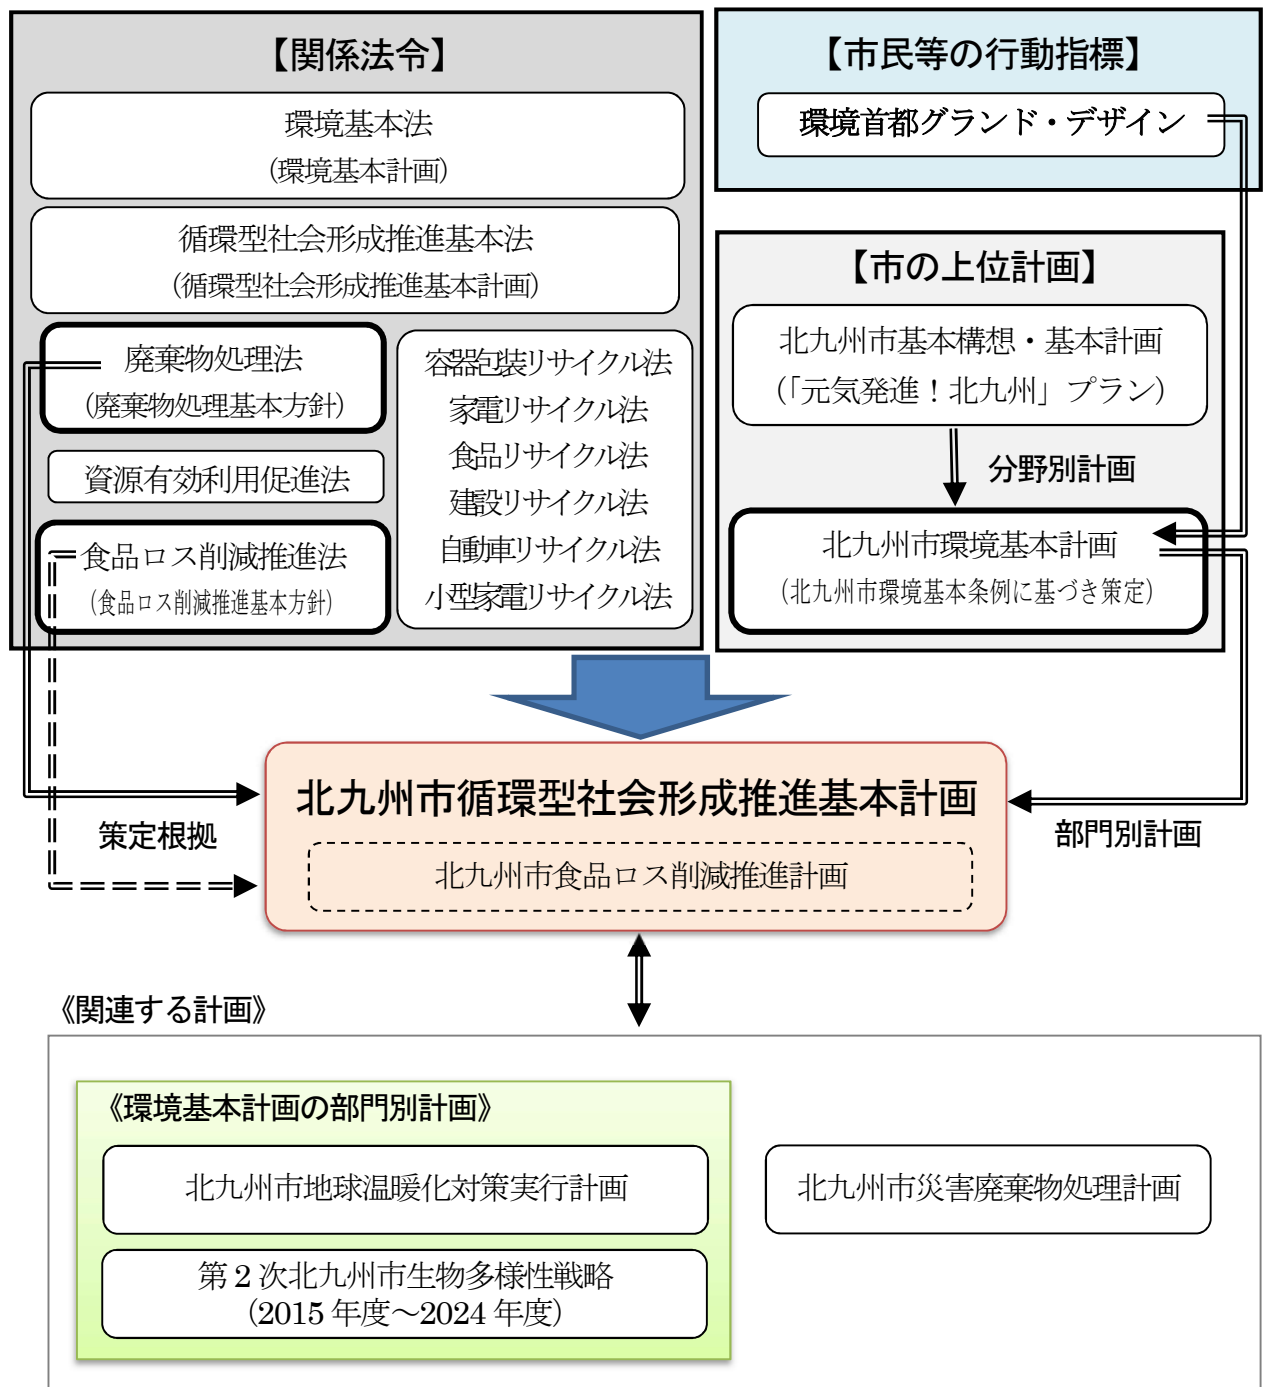 【関係法令】
環境基本法
(環境基本計画)
循環型社会形成推進基本法
(循環型社会形成推進基本計画)
廃棄物処理法
(廃棄物処理基本方針)
資源有効利用促進法
食品ロス削減推進法
(食品ロス削減推進基本方針)
容器包装リサイクル法
家電リサイクル法
食品リサイクル法
建設リサイクル法
自動車リサイクル法
小型家電リサイクル法
【市民等の行動指標】
環境首都グランド・デザイン
【市の上位計画】
北九州市基本構想・基本計画
(「元気発進！北九州」プラン)
分野別計画
北九州市環境基本計画
(北九州市環境基本条例に基づき策定)
北九州市循環型社会形成推進基本計画
北九州市食品ロス削減推進計画
策定根拠
部門別計画
《関連する計画》
《環境基本計画の部門別計画》
北九州市地球温暖化対策実行計画
第2次北九州市生物多様性戦略
(2015年度～2024年度)
北九州市災害廃棄物処理計画